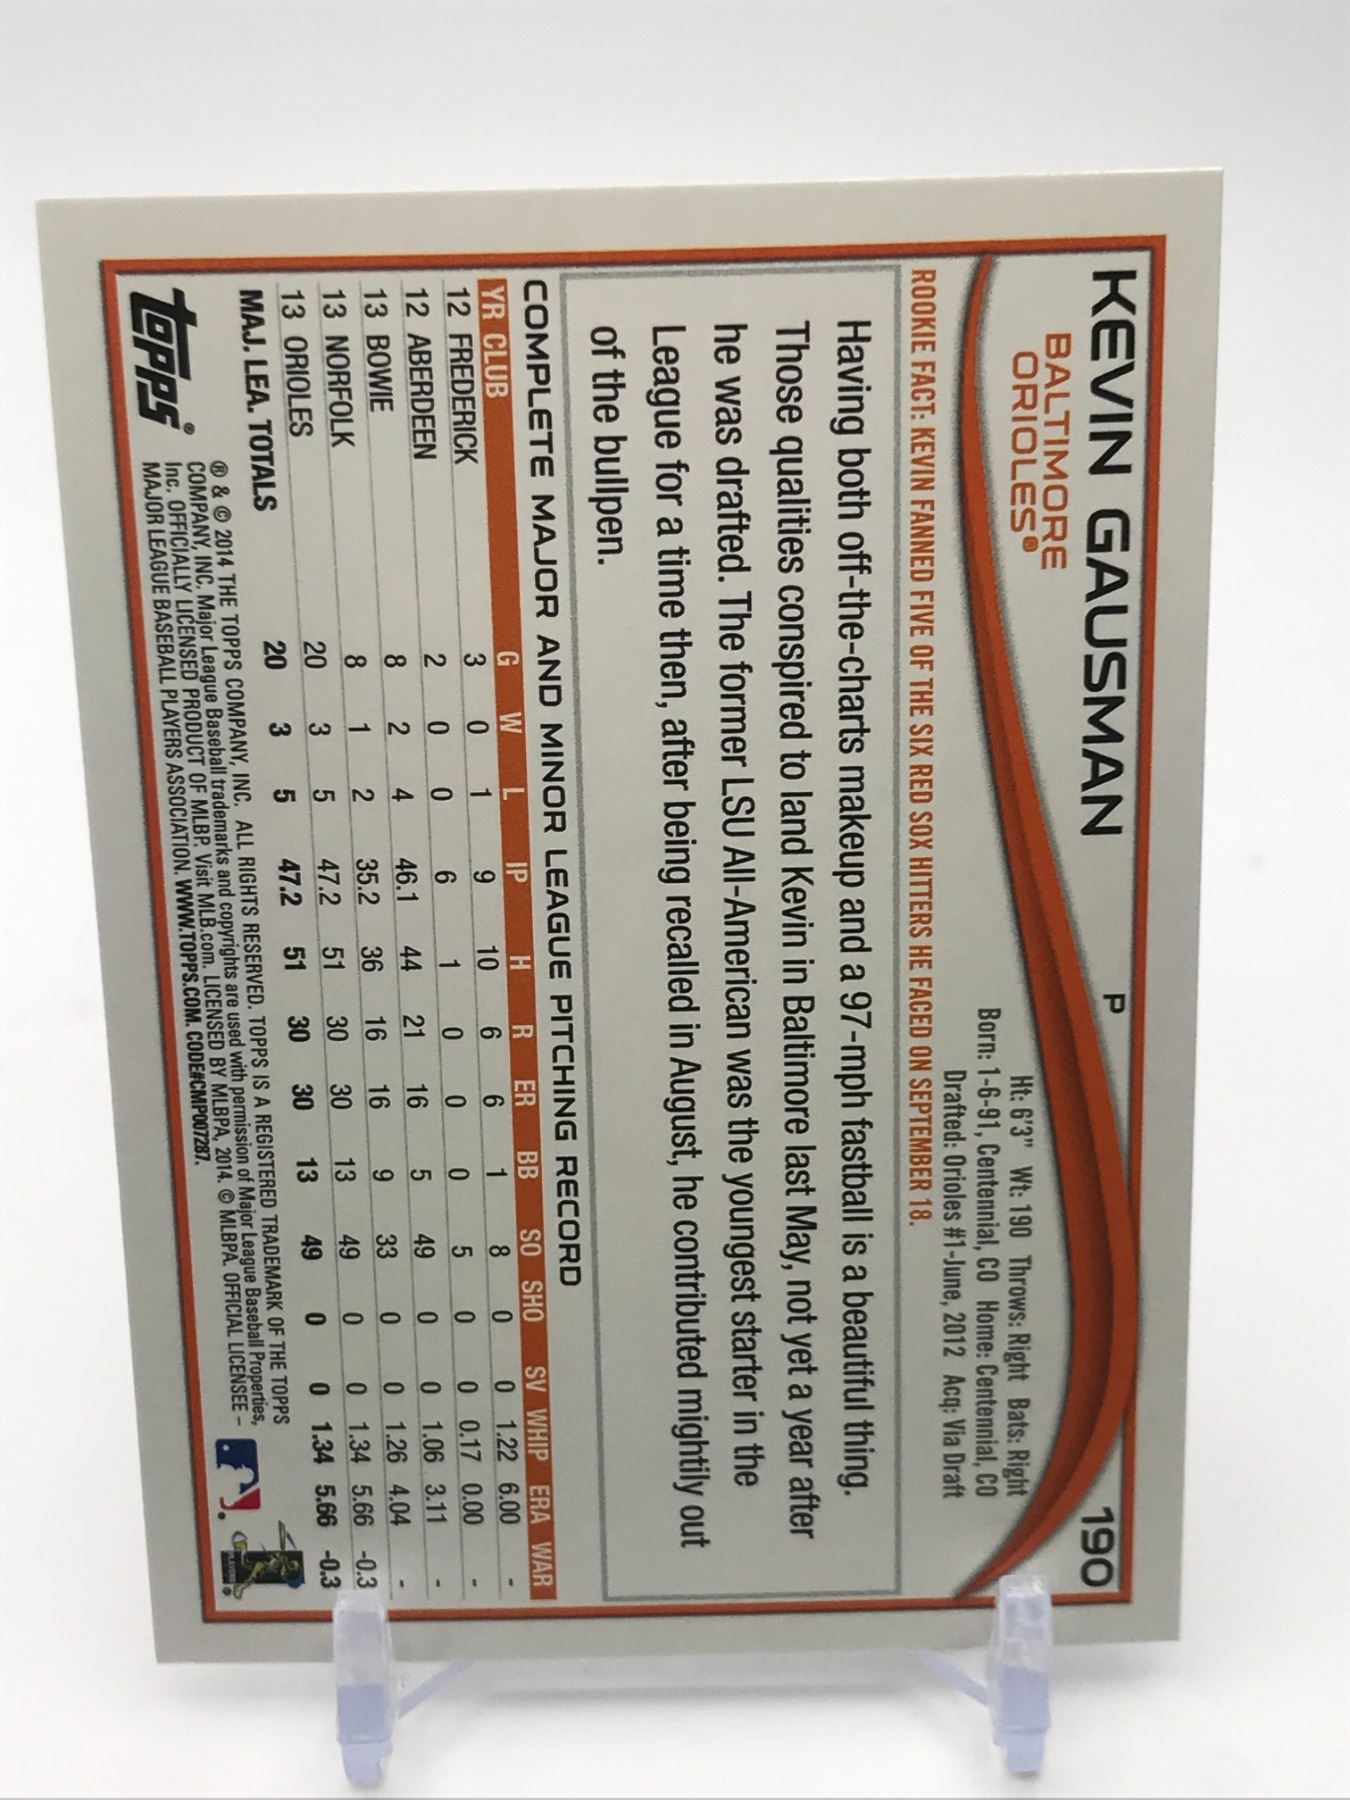 KEVIN GAUSMAN P 190
BALTIMORE
ORIOLES®
Ht: 6'3" Wt: 190 Throws: Right Bats: Right
Born: 1-6-91, Centennial, CO Home: Centennial, CO
Drafted: Orioles #1-June, 2012 Acq: Via Draft
ROOKIE FACT: KEVIN FANNED FIVE OF THE SIX RED SOX HITTERS HE FACED ON SEPTEMBER 18.
Having both off-the-charts makeup and a 97-mph fastball is a beautiful thing.
Those qualities conspired to land Kevin in Baltimore last May, not yet a year after
he was drafted. The former LSU All-American was the youngest starter in the
League for a time then, after being recalled in August, he contributed mightily out
of the bullpen.
COMPLETE MAJOR AND MINOR LEAGUE PITCHING RECORD
YR CLUB G W L IP H R ER BB SO SHO SV WHIP ERA WAR
12 FREDERICK 3 0 1 9 10 6 6 1 8 0 0 1.22 6.00 -
12 ABERDEEN 2 0 0 6 1 0 0 0 5 0 0 0.17 0.00 -
13 BOWIE 8 2 4 46.1 44 21 16 5 49 0 0 1.06 3.11 -
13 NORFOLK 8 1 2 35.2 36 16 16 9 33 0 0 1.26 4.04 -
13 ORIOLES 20 3 5 47.2 51 30 30 13 49 0 0 1.34 5.66 -0.3
MAJ. LEA. TOTALS 20 3 5 47.2 51 30 30 13 49 0 0 1.34 5.66 -0.3
topps®
® & © 2014 THE TOPPS COMPANY, INC. ALL RIGHTS RESERVED. TOPPS IS A REGISTERED TRADEMARK OF THE TOPPS
COMPANY, INC. Major League Baseball trademarks and copyrights are used with permission of Major League Baseball Properties,
Inc. OFFICIALLY LICENSED PRODUCT OF MLBP. Visit MLB.com. LICENSED BY MLBPA, 2014. © MLBPA. OFFICIAL LICENSEE –
MAJOR LEAGUE BASEBALL PLAYERS ASSOCIATION. WWW.TOPPS.COM. CODE#CMP007287.